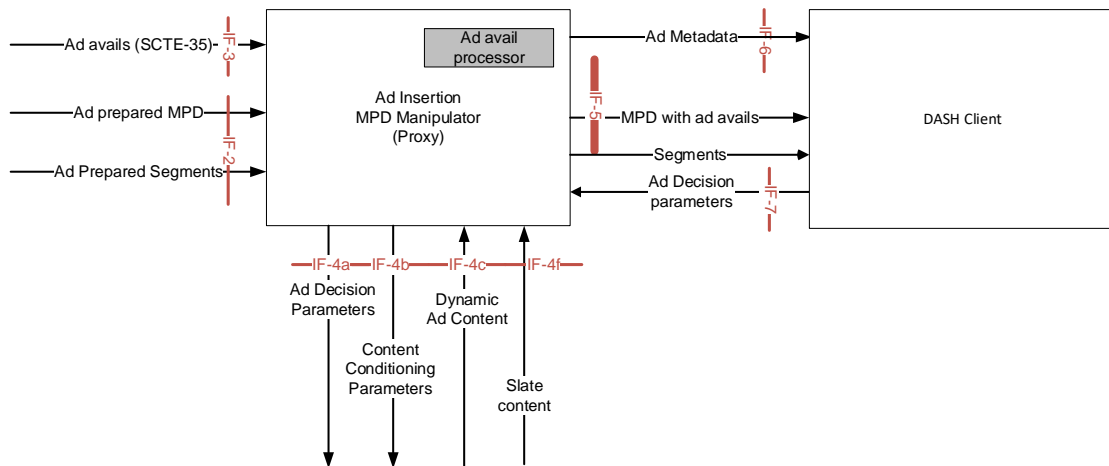 Ad avails (SCTE-35)
IF-3
Ad prepared MPD
IF-2
Ad Prepared Segments
Ad avail
processor
Ad Insertion
MPD Manipulator
(Proxy)
Ad Metadata
IF-6
IF-5
MPD with ad avails
Segments
Ad Decision
parameters
IF-7
DASH Client
IF-4a
IF-4b
IF-4c
IF-4f
Ad Decision
Parameters
Dynamic
Ad Content
Content
Conditioning
Parameters
Slate
content